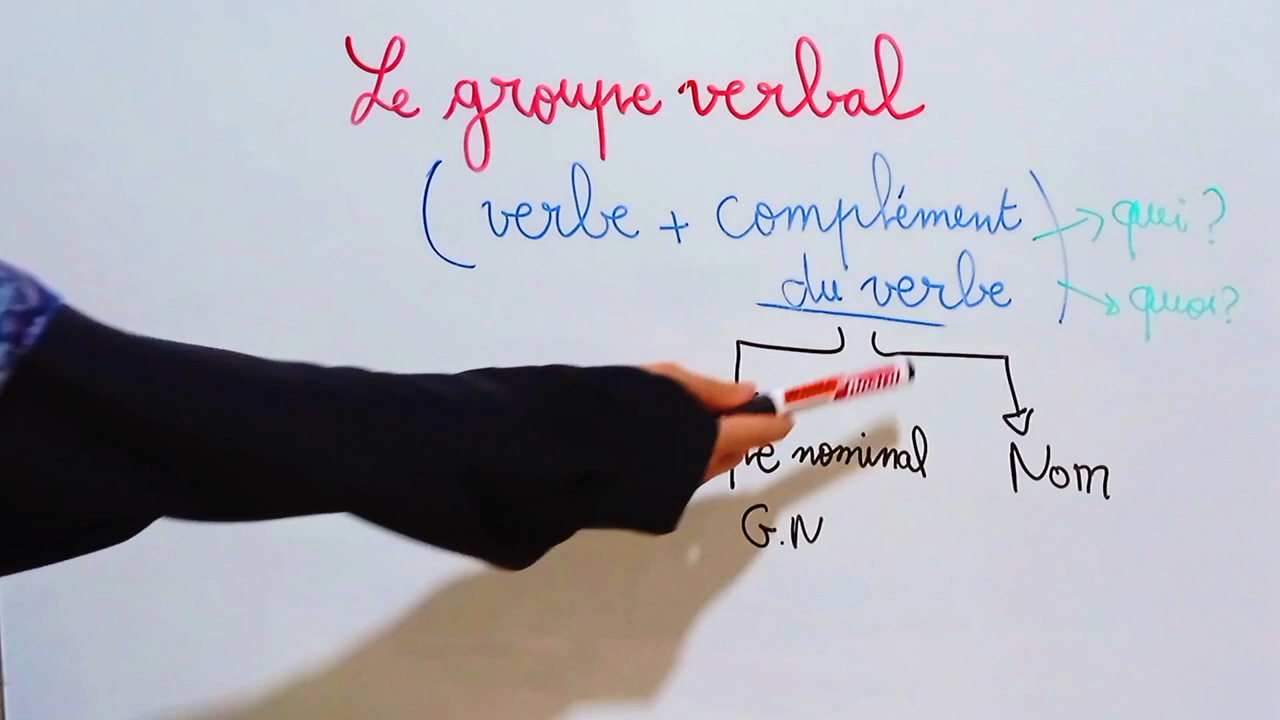 Le groupe verbal
(verbe + complément) → qui ?
du verbe → quoi ?
nominal Nom
G.N